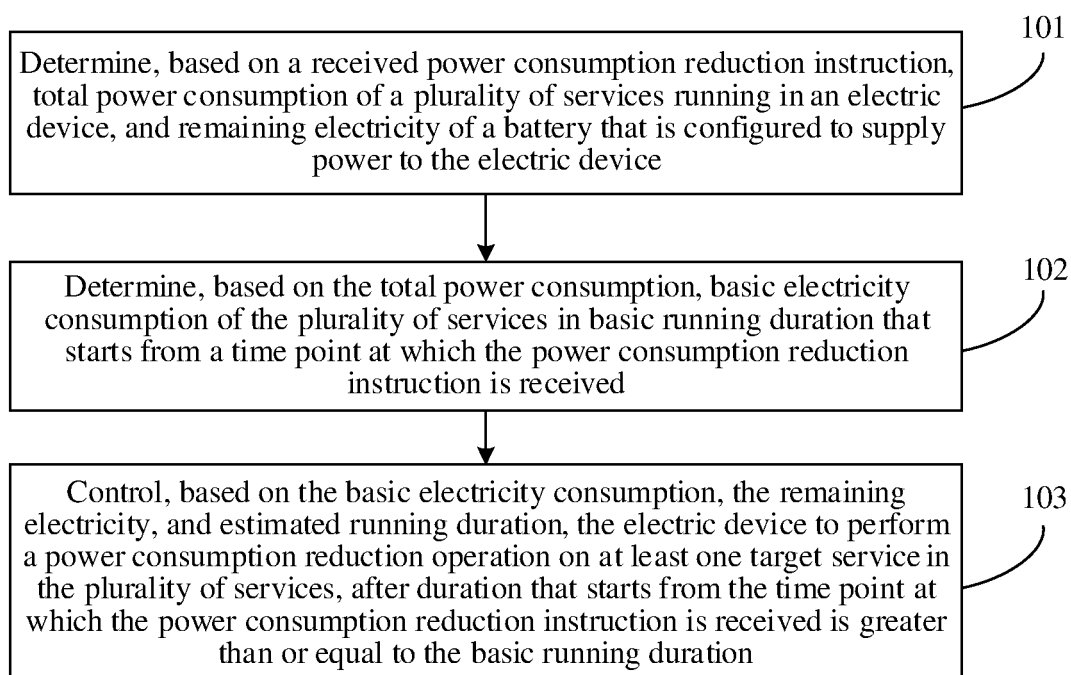 101
Determine, based on a received power consumption reduction instruction,
total power consumption of a plurality of services running in an electric
device, and remaining electricity of a battery that is configured to supply
power to the electric device
102
Determine, based on the total power consumption, basic electricity
consumption of the plurality of services in basic running duration that
starts from a time point at which the power consumption reduction
instruction is received
103
Control, based on the basic electricity consumption, the remaining
electricity, and estimated running duration, the electric device to perform
a power consumption reduction operation on at least one target service in
the plurality of services, after duration that starts from the time point at
which the power consumption reduction instruction is received is greater
than or equal to the basic running duration